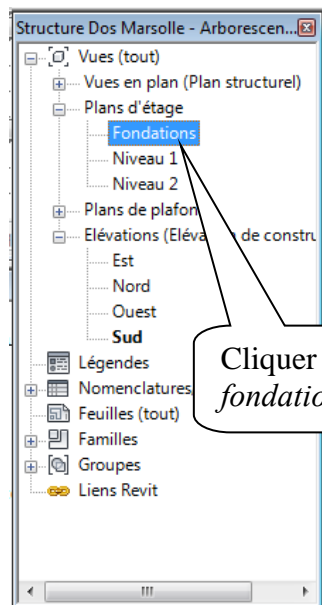 Structure Dos Marsolle - Arborescen...
Vues (tout)
Vues en plan (Plan structurel)
Plans d'étage
Fondations
Niveau 1
Niveau 2
Plans de plafon
Elévations (Eléva de constru
Est
Nord
Ouest
Sud
Légendes
Nomenclatures
Feuilles (tout)
Familles
Groupes
Liens Revit
Cliquer
fondatio